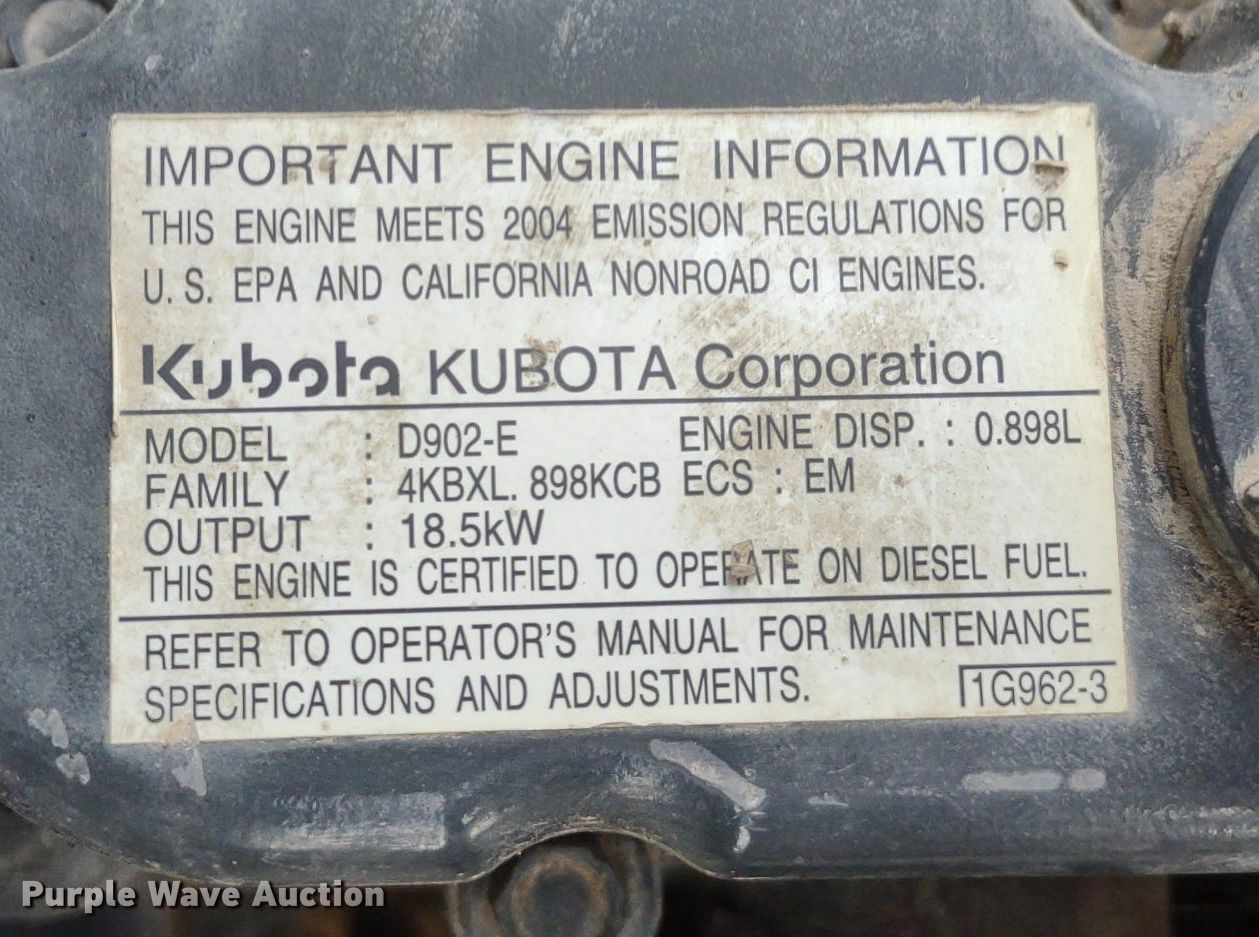 IMPORTANT ENGINE INFORMATION
THIS ENGINE MEETS 2004 EMISSION REGULATIONS FOR
U. S. EPA AND CALIFORNIA NONROAD CI ENGINES.
Kubota KUBOTA Corporation
MODEL : D902-E ENGINE DISP. : 0.898L
FAMILY : 4KBXL. 898KCB ECS : EM
OUTPUT : 18.5kW
THIS ENGINE IS CERTIFIED TO OPERATE ON DIESEL FUEL.
REFER TO OPERATOR'S MANUAL FOR MAINTENANCE
SPECIFICATIONS AND ADJUSTMENTS.
1G962-3
Purple Wave Auction